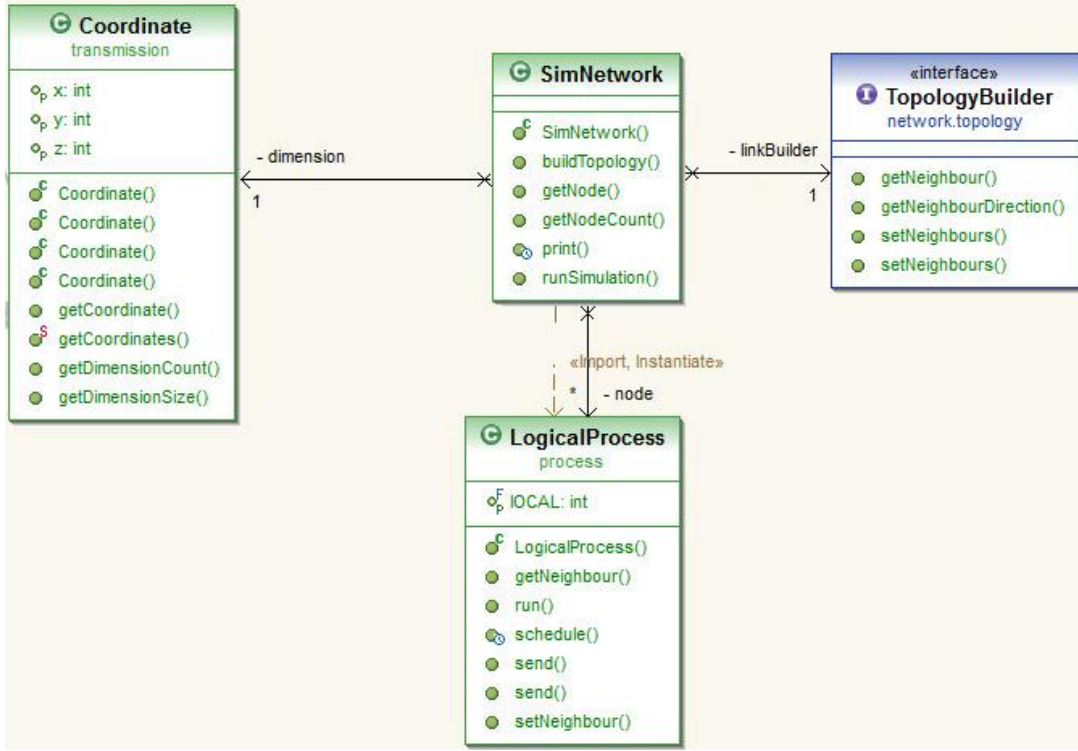 C Coordinate
transmission
x: int
y: int
z: int
Coordinate()
Coordinate()
Coordinate()
Coordinate()
getCoordinate()
getCoordinates()
getDimensionCount()
getDimensionSize()
- dimension
1
C SimNetwork
SimNetwork()
buildTopology()
getNode()
getNodeCount()
print()
runSimulation()
- linkBuilder
1
«interface»
I TopologyBuilder
network.topology
getNeighbour()
getNeighbourDirection()
setNeighbours()
setNeighbours()
«Import, Instantiate»
* - node
C LogicalProcess
process
lOCAL: int
LogicalProcess()
getNeighbour()
run()
schedule()
send()
send()
setNeighbour()